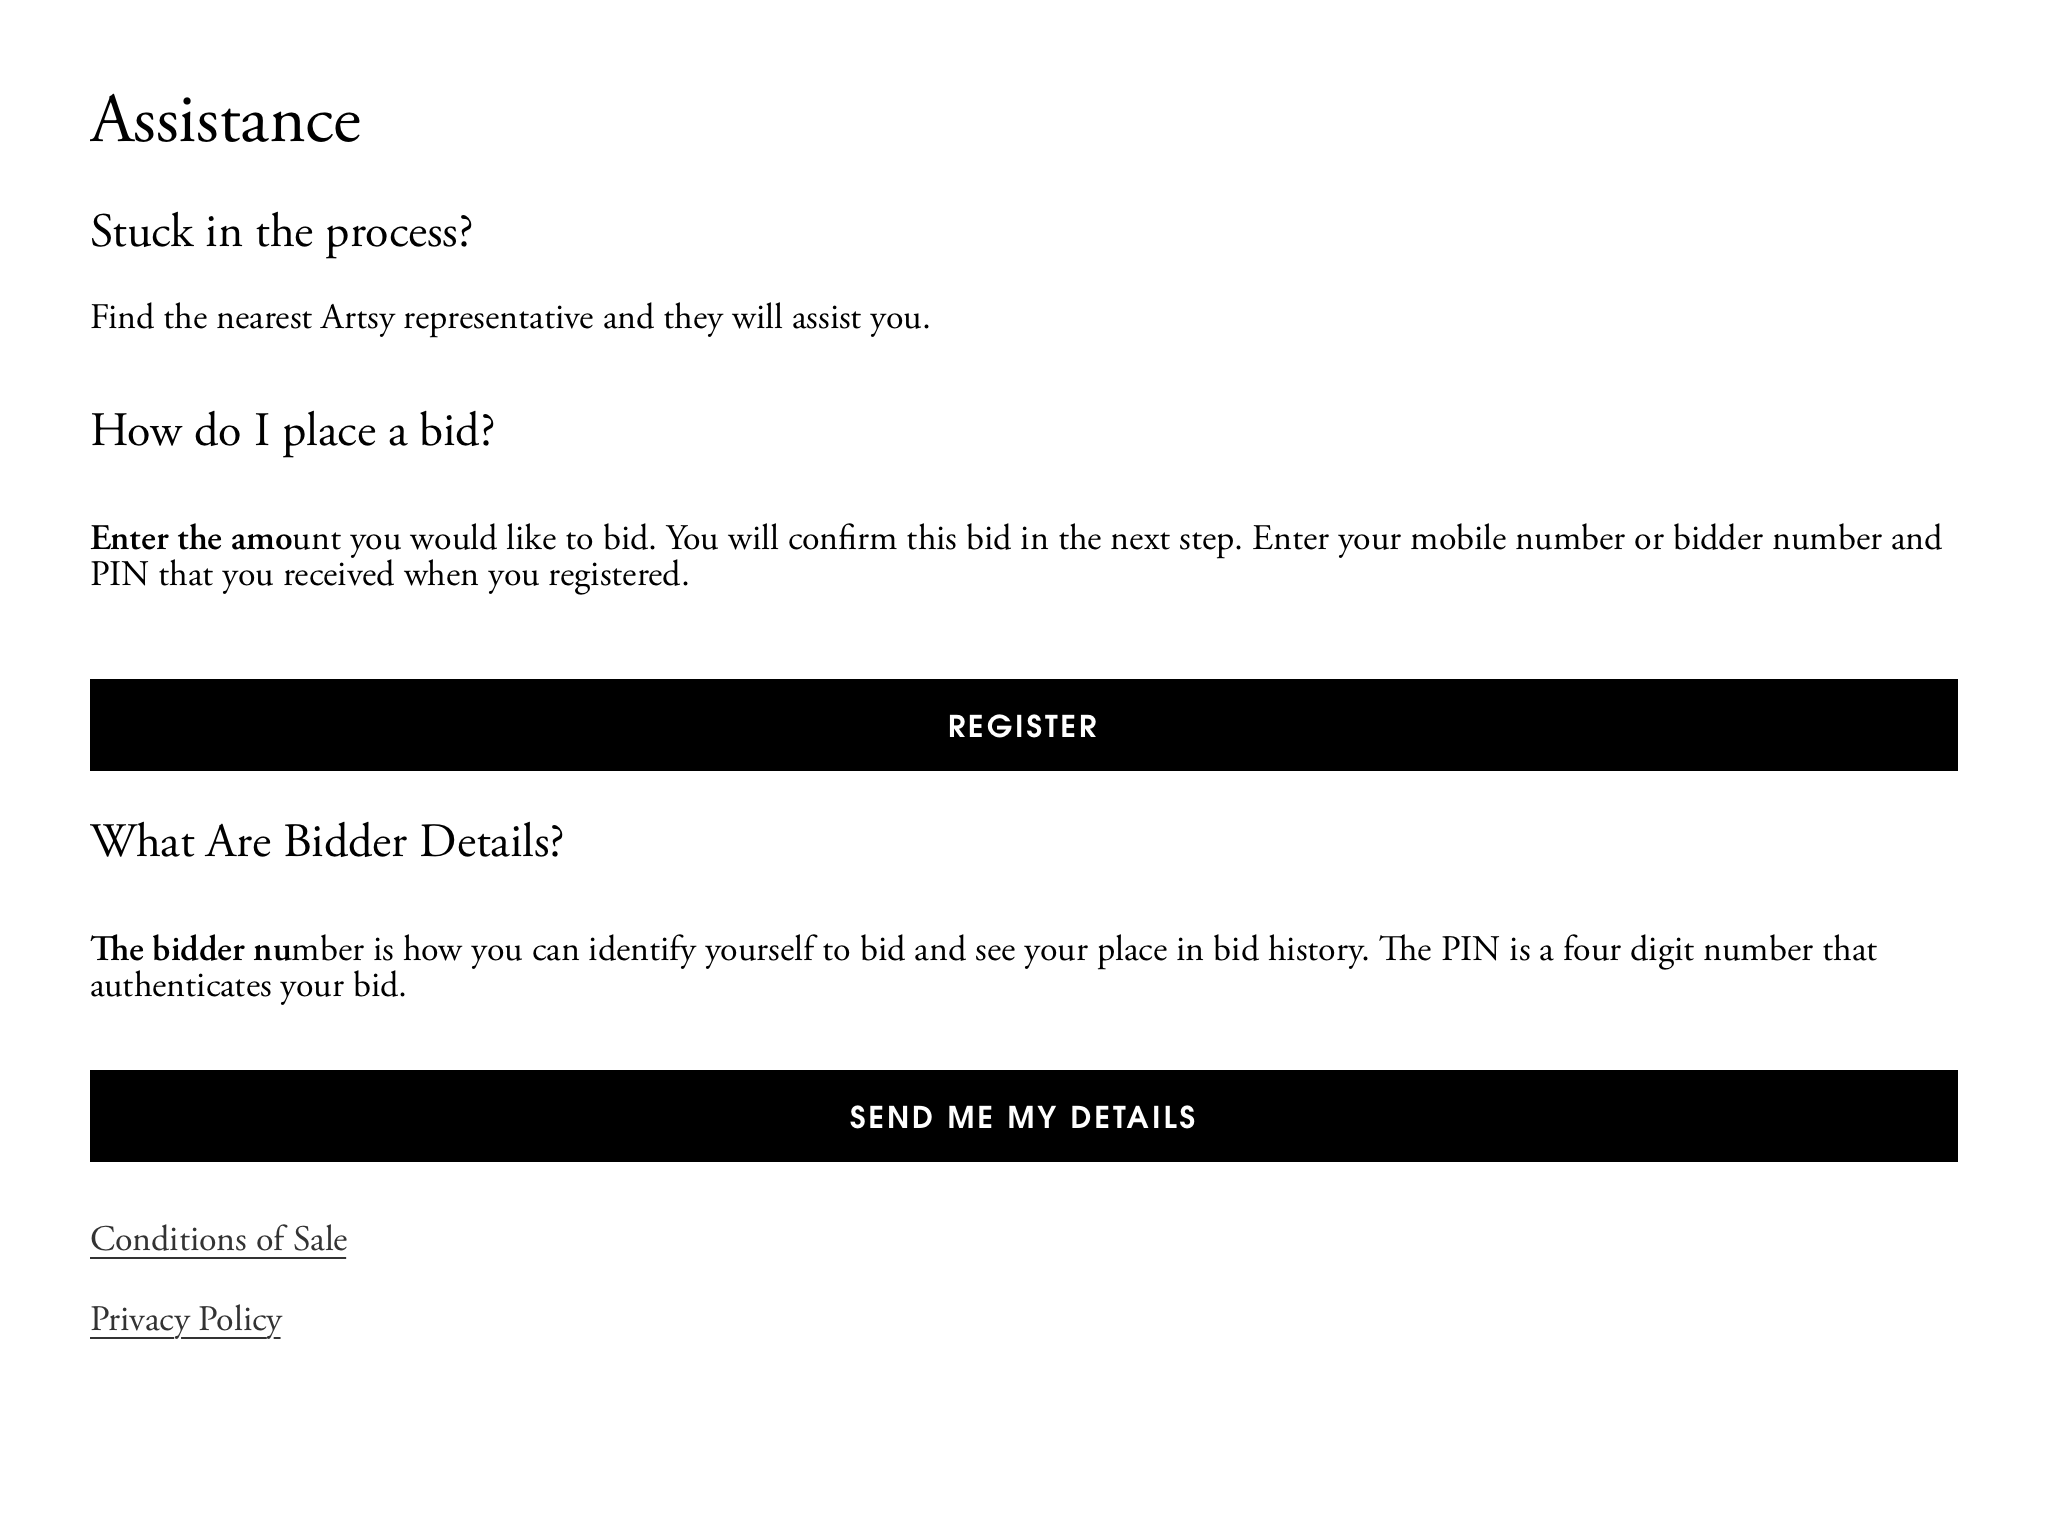 Assistance
Stuck in the process?
Find the nearest Artsy representative and they will assist you.
How do I place a bid?
Enter the amount you would like to bid. You will confirm this bid in the next step. Enter your mobile number or bidder number and
PIN that you received when you registered.
REGISTER
What Are Bidder Details?
The bidder number is how you can identify yourself to bid and see your place in bid history. The PIN is a four digit number that
authenticates your bid.
SEND ME MY DETAILS
Conditions of Sale
Privacy Policy